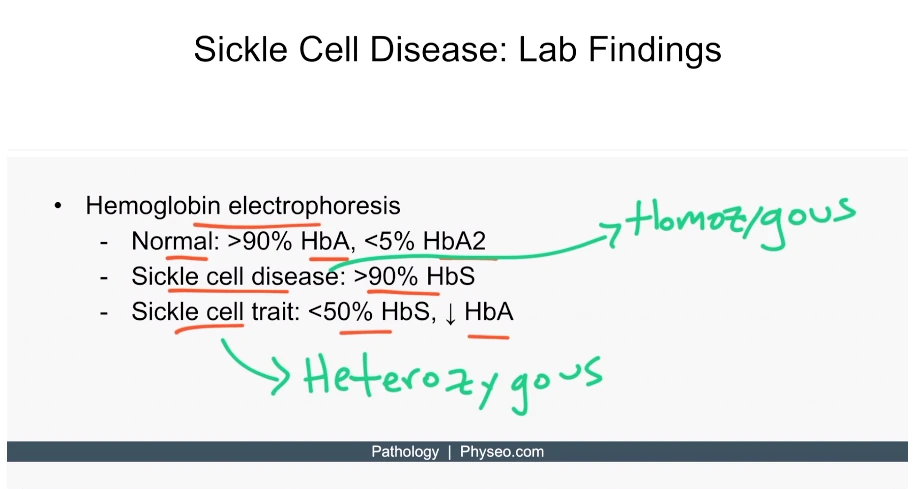 Sickle Cell Disease: Lab Findings
• Hemoglobin electrophoresis
- Normal: >90% HbA, <5% HbA2
Homozygous
- Sickle cell disease: >90% HbS
- Sickle cell trait: <50% HbS, ↓ HbA
Heterozygous
Pathology | Physeo.com